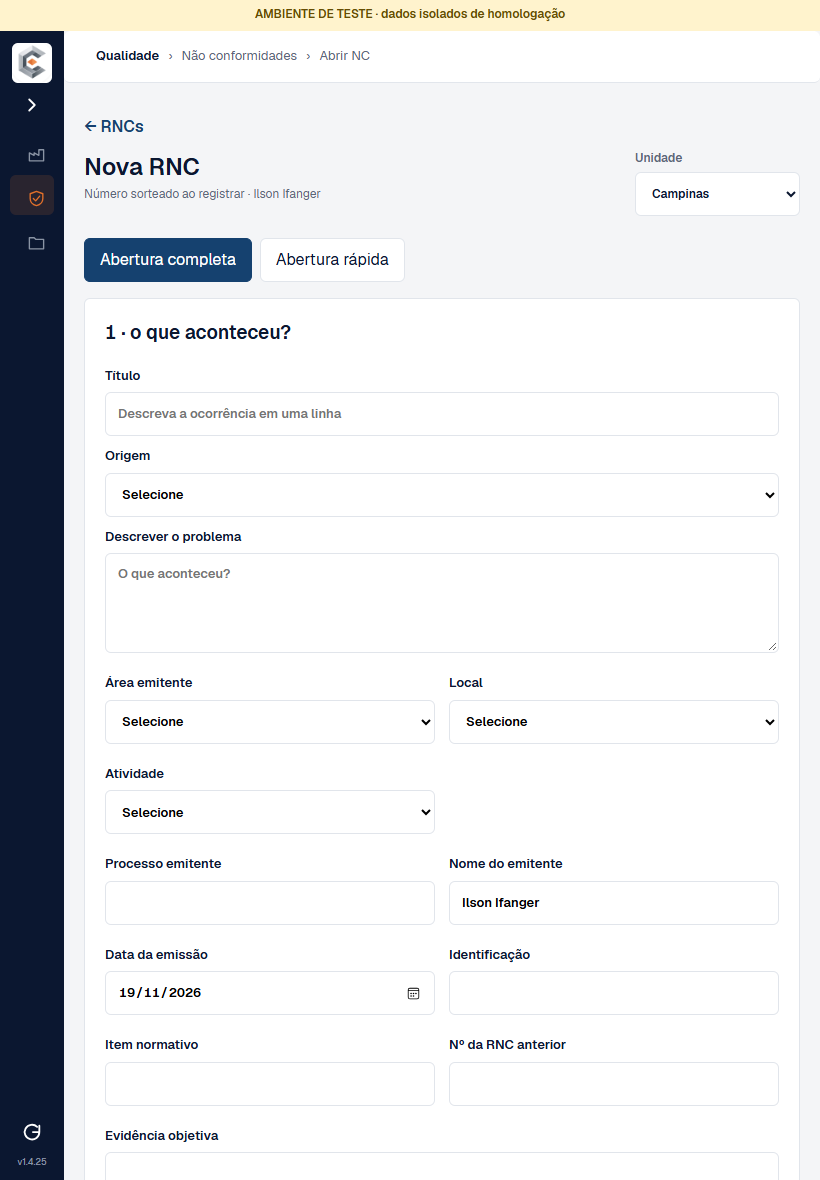 AMBIENTE DE TESTE · dados isolados de homologação
Qualidade › Não conformidades › Abrir NC
← RNCs
Nova RNC
Número sorteado ao registrar · Ilson Ifanger
Unidade
Campinas
Abertura completa
Abertura rápida
1 · o que aconteceu?
Título
Descreva a ocorrência em uma linha
Origem
Selecione
Descrever o problema
O que aconteceu?
Área emitente
Local
Selecione
Selecione
Atividade
Selecione
Processo emitente
Nome do emitente
Ilson Ifanger
Data da emissão
Identificação
19/11/2026
Item normativo
Nº da RNC anterior
Evidência objetiva
v1.4.25